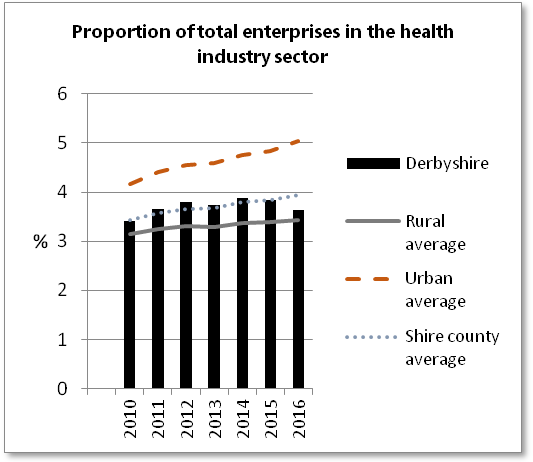 Proportion of total enterprises in the health
industry sector
6
5
4
3
2
1
0
%
2010
2011
2012
2013
2014
2015
2016
Derbyshire
Rural
average
Urban
average
Shire county
average